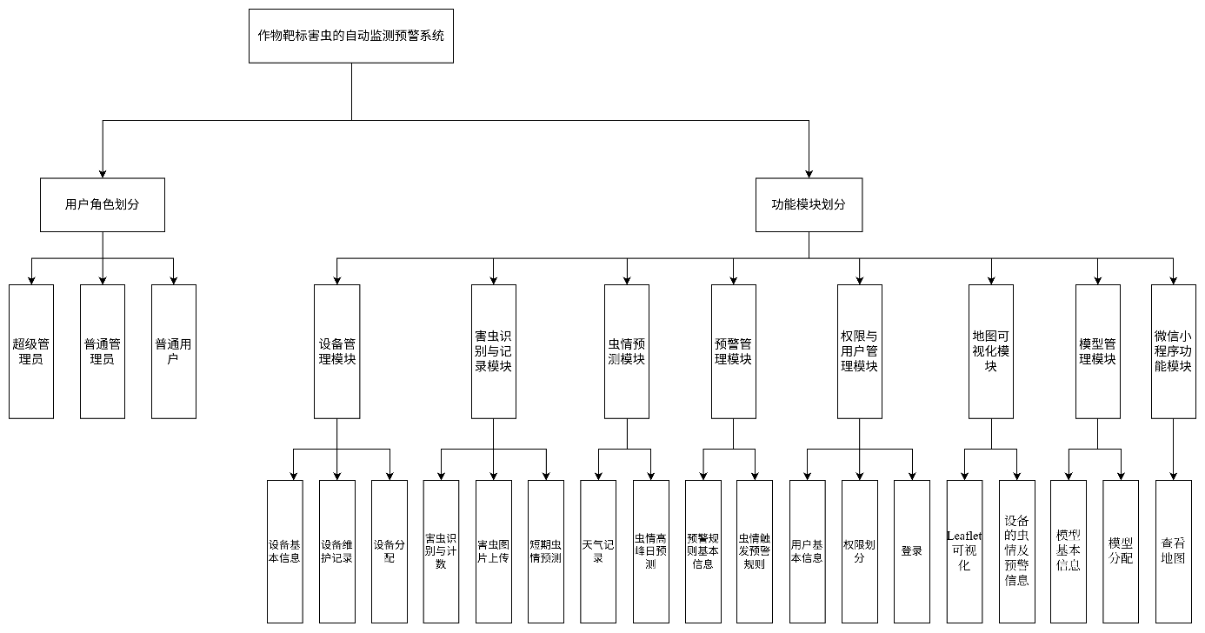 作物靶标害虫的自动监测预警系统
用户角色划分
功能模块划分
超级管
理员
普通管
理员
普通用
户
设备管
理模块
害虫识
别与记
录模块
虫情预
测模块
预警管
理模块
权限与
用户管
理模块
地图可
视化模
块
模型管
理模块
微信小
程序功
能模块
设备基
本信息
设备维
护记录
设备分
配
害虫识
别与计
数
害虫图
片上传
短期虫
情预测
天气记
录
虫情高
峰日预
测
预警规
则基本
信息
虫情触
发预警
规则
用户基
本信息
权限划
分
登录
Leaflet
可视
化
设备
的虫
情及
预警
信息
模型
基本
信息
模型
分配
查看
地图